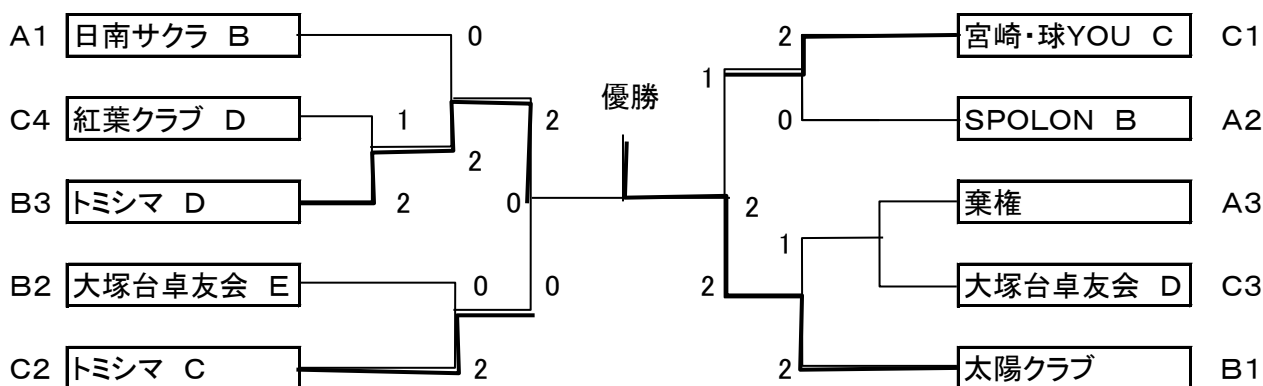 A1 日南サクラ B 0 2 宮崎・球YOU C C1
1 優勝
C4 紅葉クラブ D 1 2 0 SPOLON B A2
2
B3 トミシマ D 2 0 2 棄権 A3
1
B2 大塚台卓友会 E 0 0 2 大塚台卓友会 D C3
C2 トミシマ C 2 2 太陽クラブ B1